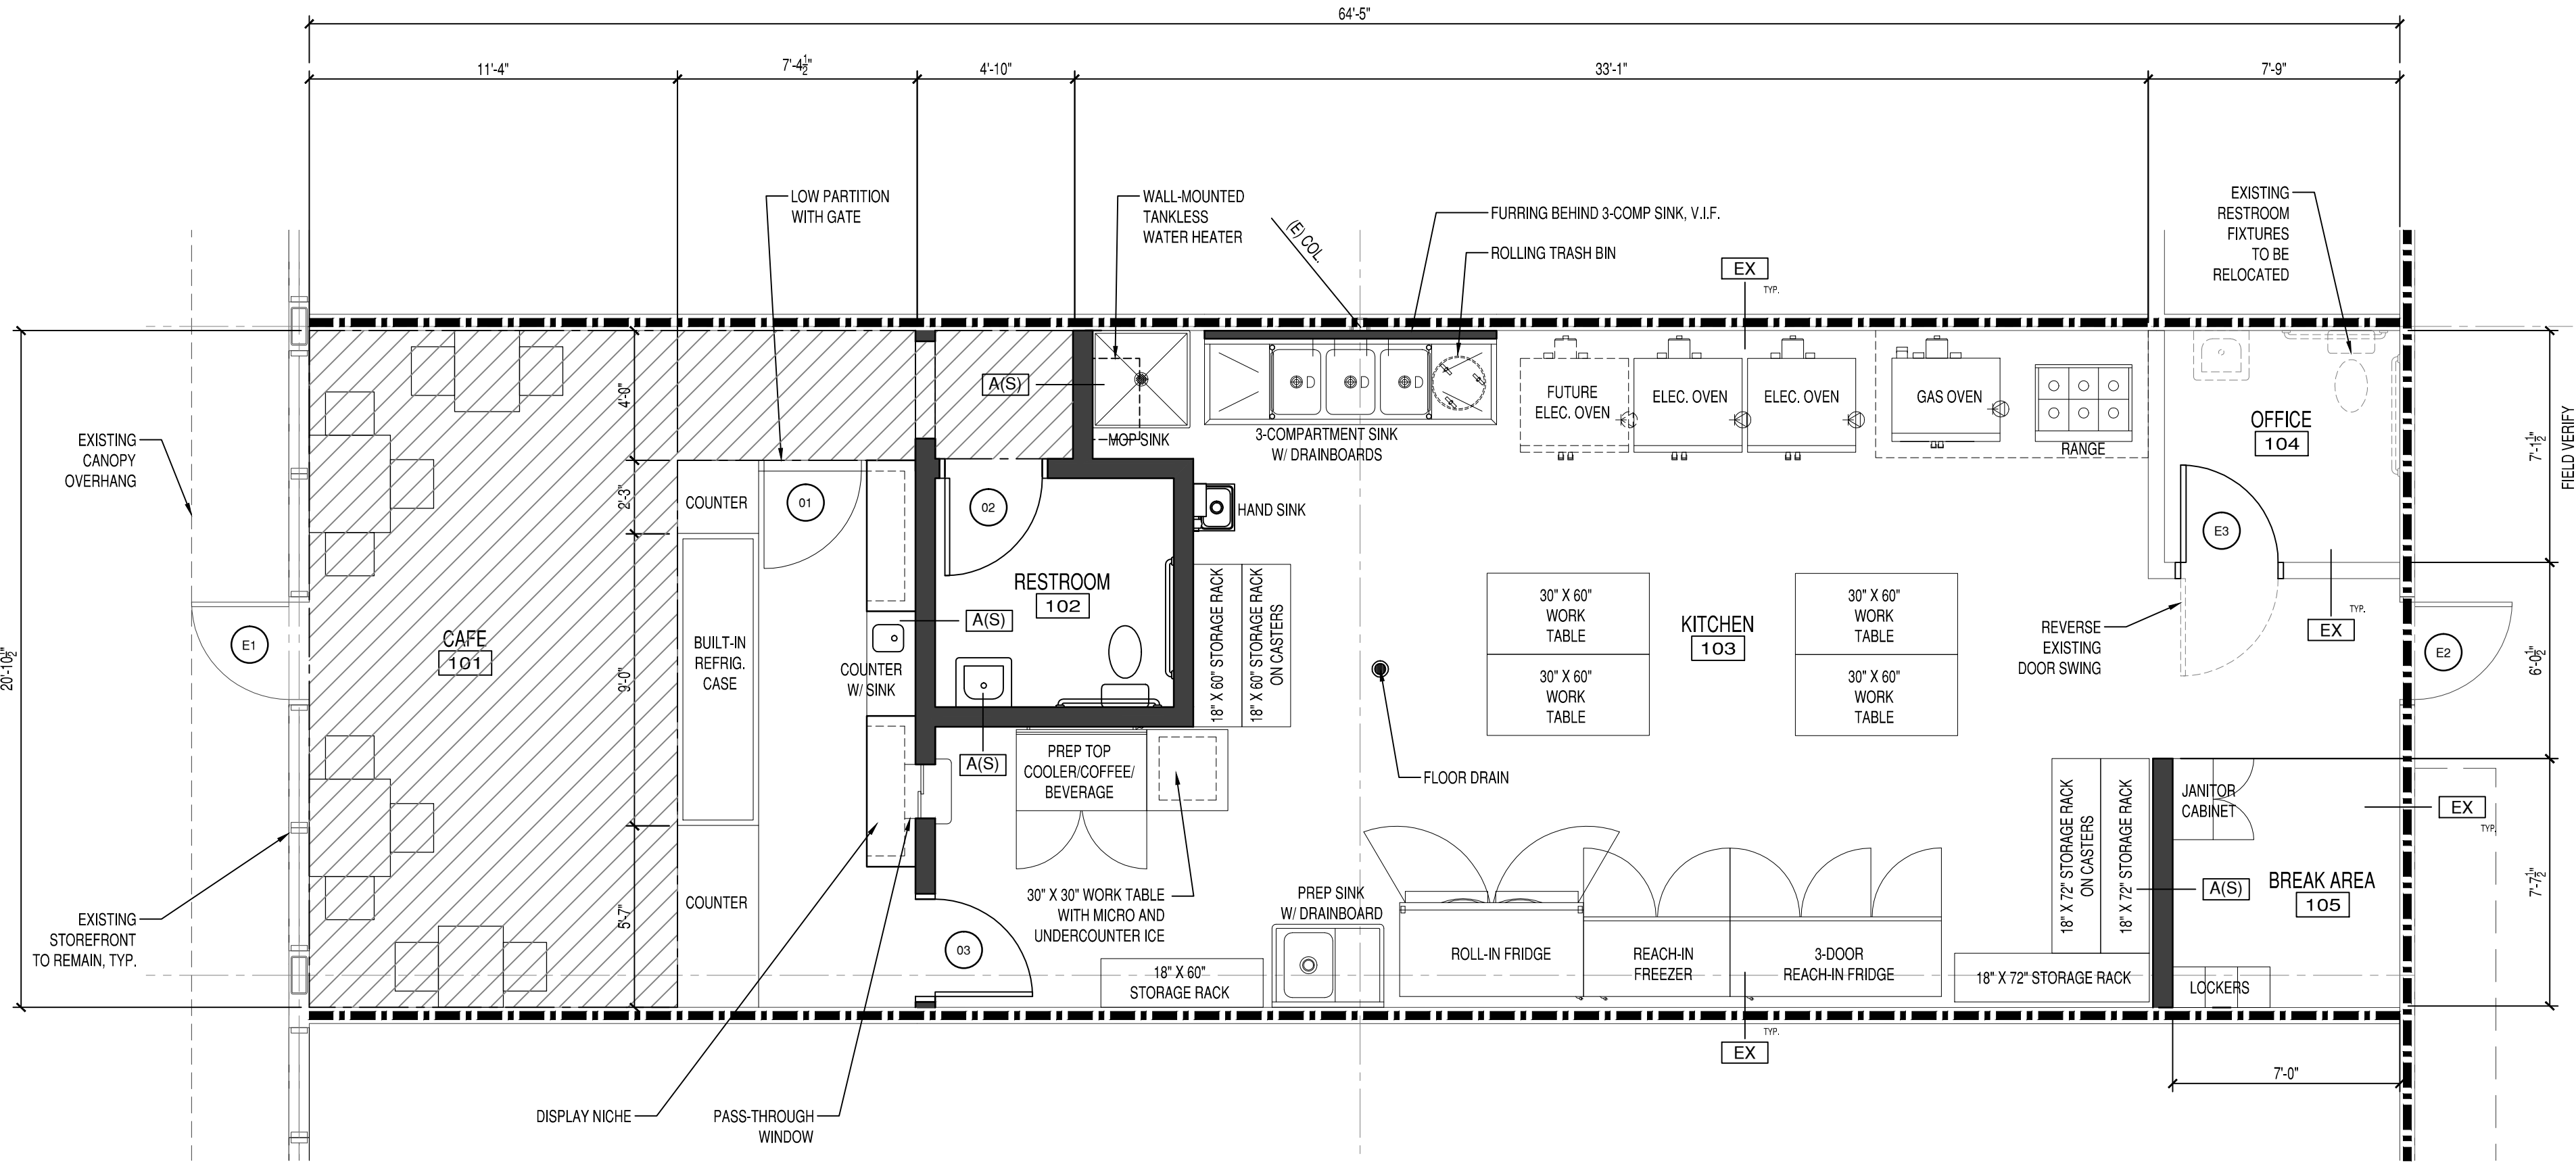 64'-5"
11'-4"
7'-4½"
4'-10"
33'-1"
7'-9"
LOW PARTITION
WITH GATE
WALL-MOUNTED
TANKLESS
WATER HEATER
(E) COL.
FURRING BEHIND 3-COMP SINK, V.I.F.
ROLLING TRASH BIN
EX
TYP.
EXISTING
RESTROOM
FIXTURES
TO BE
RELOCATED
4'-0"
A(S)
MOP SINK
3-COMPARTMENT SINK
W/ DRAINBOARDS
FUTURE
ELEC. OVEN
ELEC. OVEN
ELEC. OVEN
GAS OVEN
RANGE
OFFICE
104
7'-1½"
FIELD VERIFY
EXISTING
CANOPY
OVERHANG
2'-3"
COUNTER
01
02
HAND SINK
E3
E1
CAFE
101
20'-10½"
9'-0"
BUILT-IN
REFRIG.
CASE
COUNTER
W/ SINK
A(S)
RESTROOM
102
A(S)
18" X 60" STORAGE RACK
18" X 60" STORAGE RACK
ON CASTERS
30" X 60"
WORK
TABLE
30" X 60"
WORK
TABLE
KITCHEN
103
30" X 60"
WORK
TABLE
30" X 60"
WORK
TABLE
REVERSE
EXISTING
DOOR SWING
TYP.
EX
E2
6'-0½"
PREP TOP
COOLER/COFFEE/
BEVERAGE
FLOOR DRAIN
JANITOR
CABINET
EX
TYP.
EXISTING
STOREFRONT
TO REMAIN, TYP.
5'-7"
COUNTER
03
30" X 30" WORK TABLE
WITH MICRO AND
UNDERCOUNTER ICE
PREP SINK
W/ DRAINBOARD
18" X 72" STORAGE RACK
ON CASTERS
18" X 72" STORAGE RACK
A(S)
BREAK AREA
105
7'-7½"
18" X 60"
STORAGE RACK
ROLL-IN FRIDGE
REACH-IN
FREEZER
3-DOOR
REACH-IN FRIDGE
18" X 72" STORAGE RACK
LOCKERS
TYP.
EX
7'-0"
DISPLAY NICHE
PASS-THROUGH
WINDOW